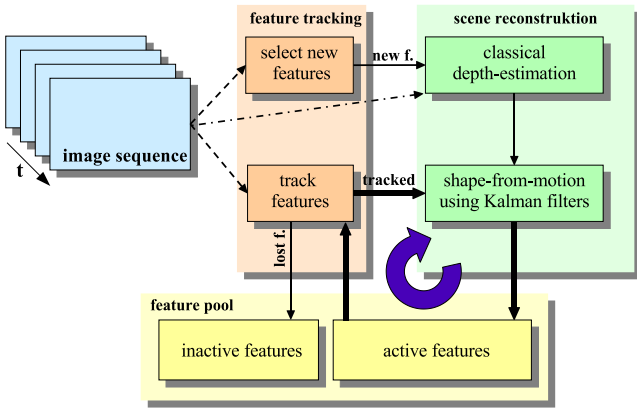 feature tracking
scene reconstruktion
select new
features
new f.
classical
depth-estimation
image sequence
t
track
features
tracked
shape-from-motion
using Kalman filters
lost f.
feature pool
inactive features
active features